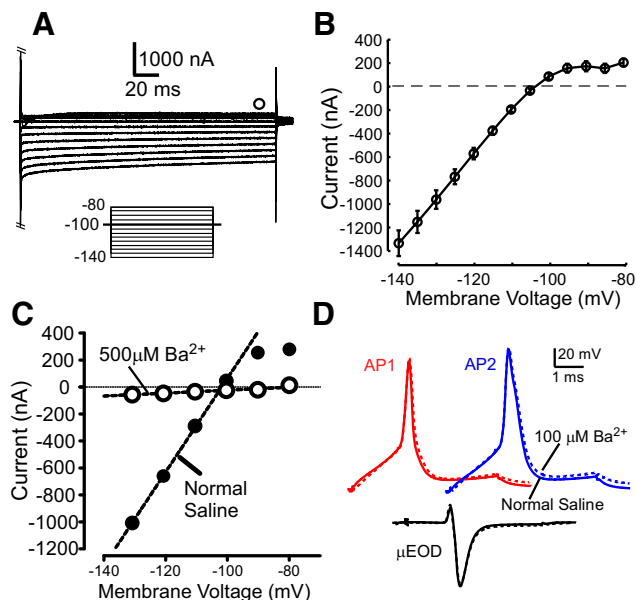 A
1000 nA
20 ms
-80
-100
-140
B
400
200
0
-200
-400
-600
-800
-1000
-1200
-1400
Current (nA)
-140
-120
-100
-80
Membrane Voltage (mV)
C
400
200
0
-200
-400
-600
-800
-1000
-1200
Current (nA)
500µM Ba2+
Normal
Saline
-140
-120
-100
-80
Membrane Voltage (mV)
D
AP1
AP2
20 mV
1 ms
100 µM Ba2+
Normal Saline
µEOD